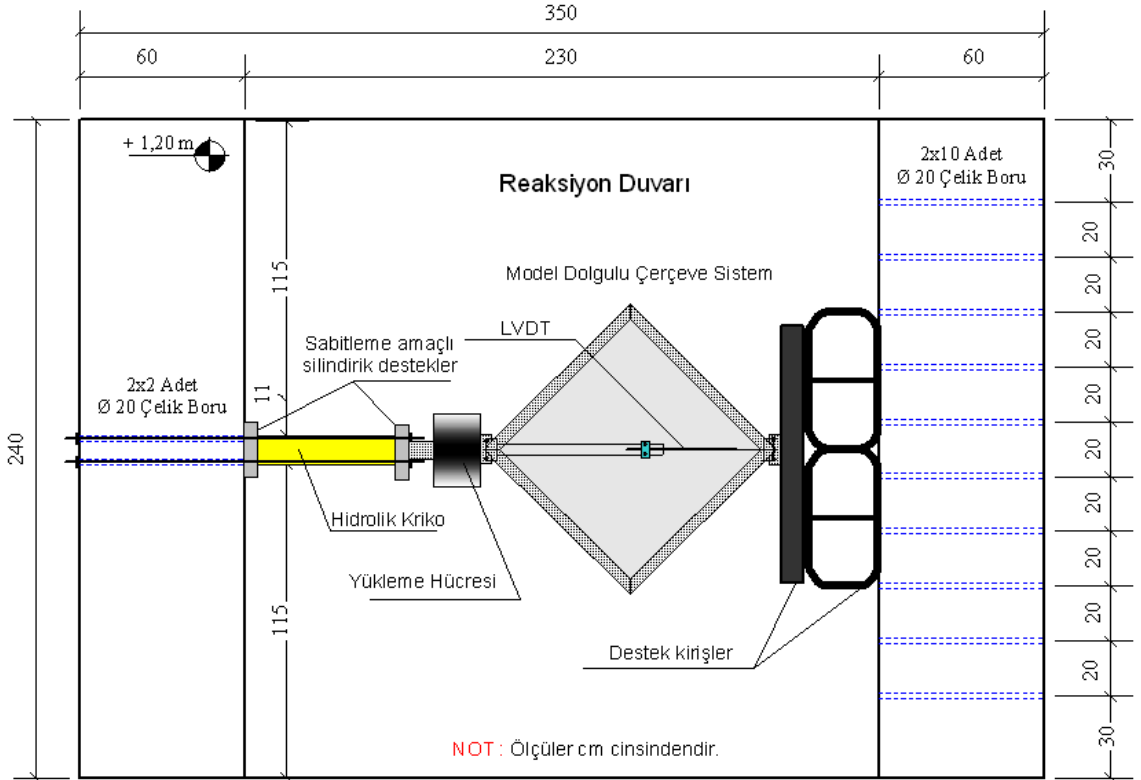 350
60
230
60
+ 1,20 m
Reaksiyon Duvarı
2x10 Adet
Ø 20 Çelik Boru
30
20
20
20
20
20
20
20
20
20
30
240
115
11
115
Model Dolgulu Çerçeve Sistem
LVDT
Sabitleme amaçlı
silindirik destekler
2x2 Adet
Ø 20 Çelik Boru
Hidrolik Kriko
Yükleme Hücresi
Destek kirişler
NOT : Ölçüler cm cinsindendir.